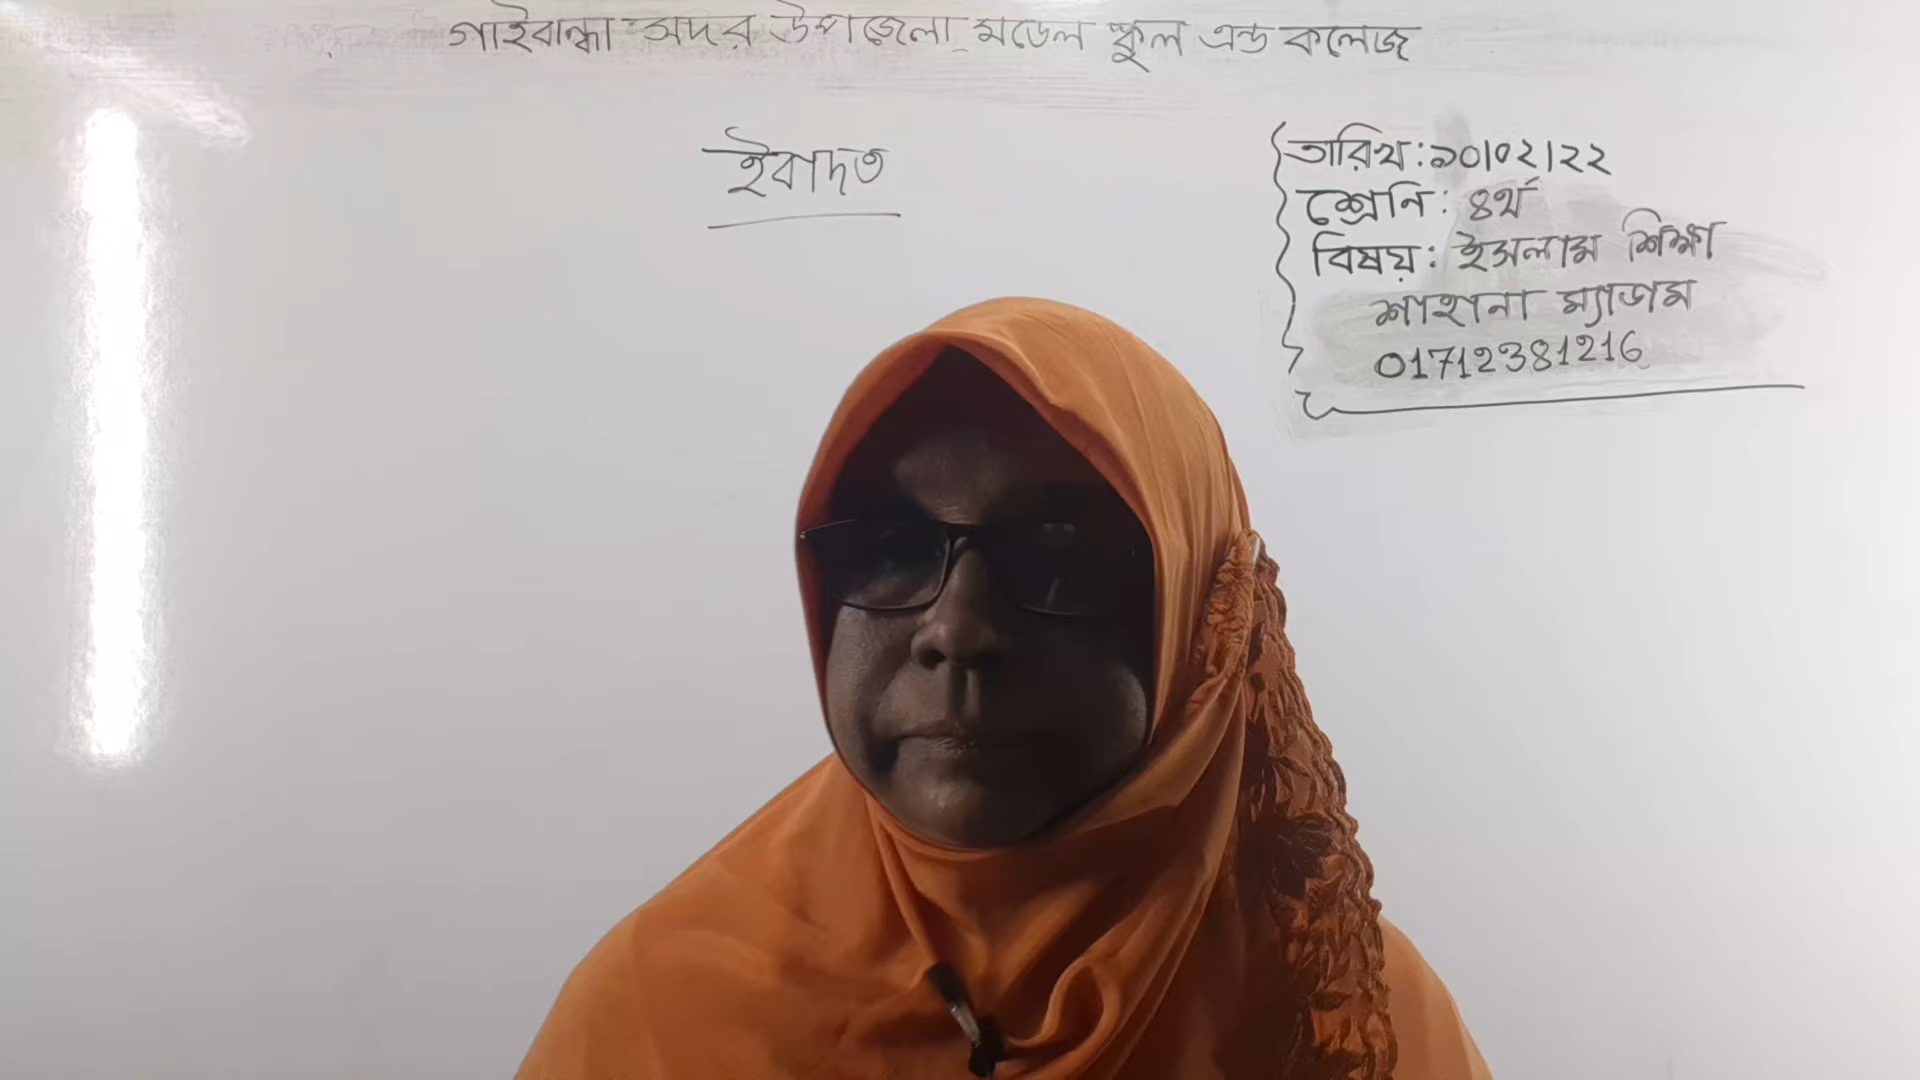 গাইবান্ধা সদর উপজেলা মডেল স্কুল এন্ড কলেজ
ইবাদত
তারিখ: ১০/০২/২২
শ্রেনি: ৪র্থ
বিষয়: ইসলাম শিক্ষা
শাহানা ম্যাডাম
01712381216